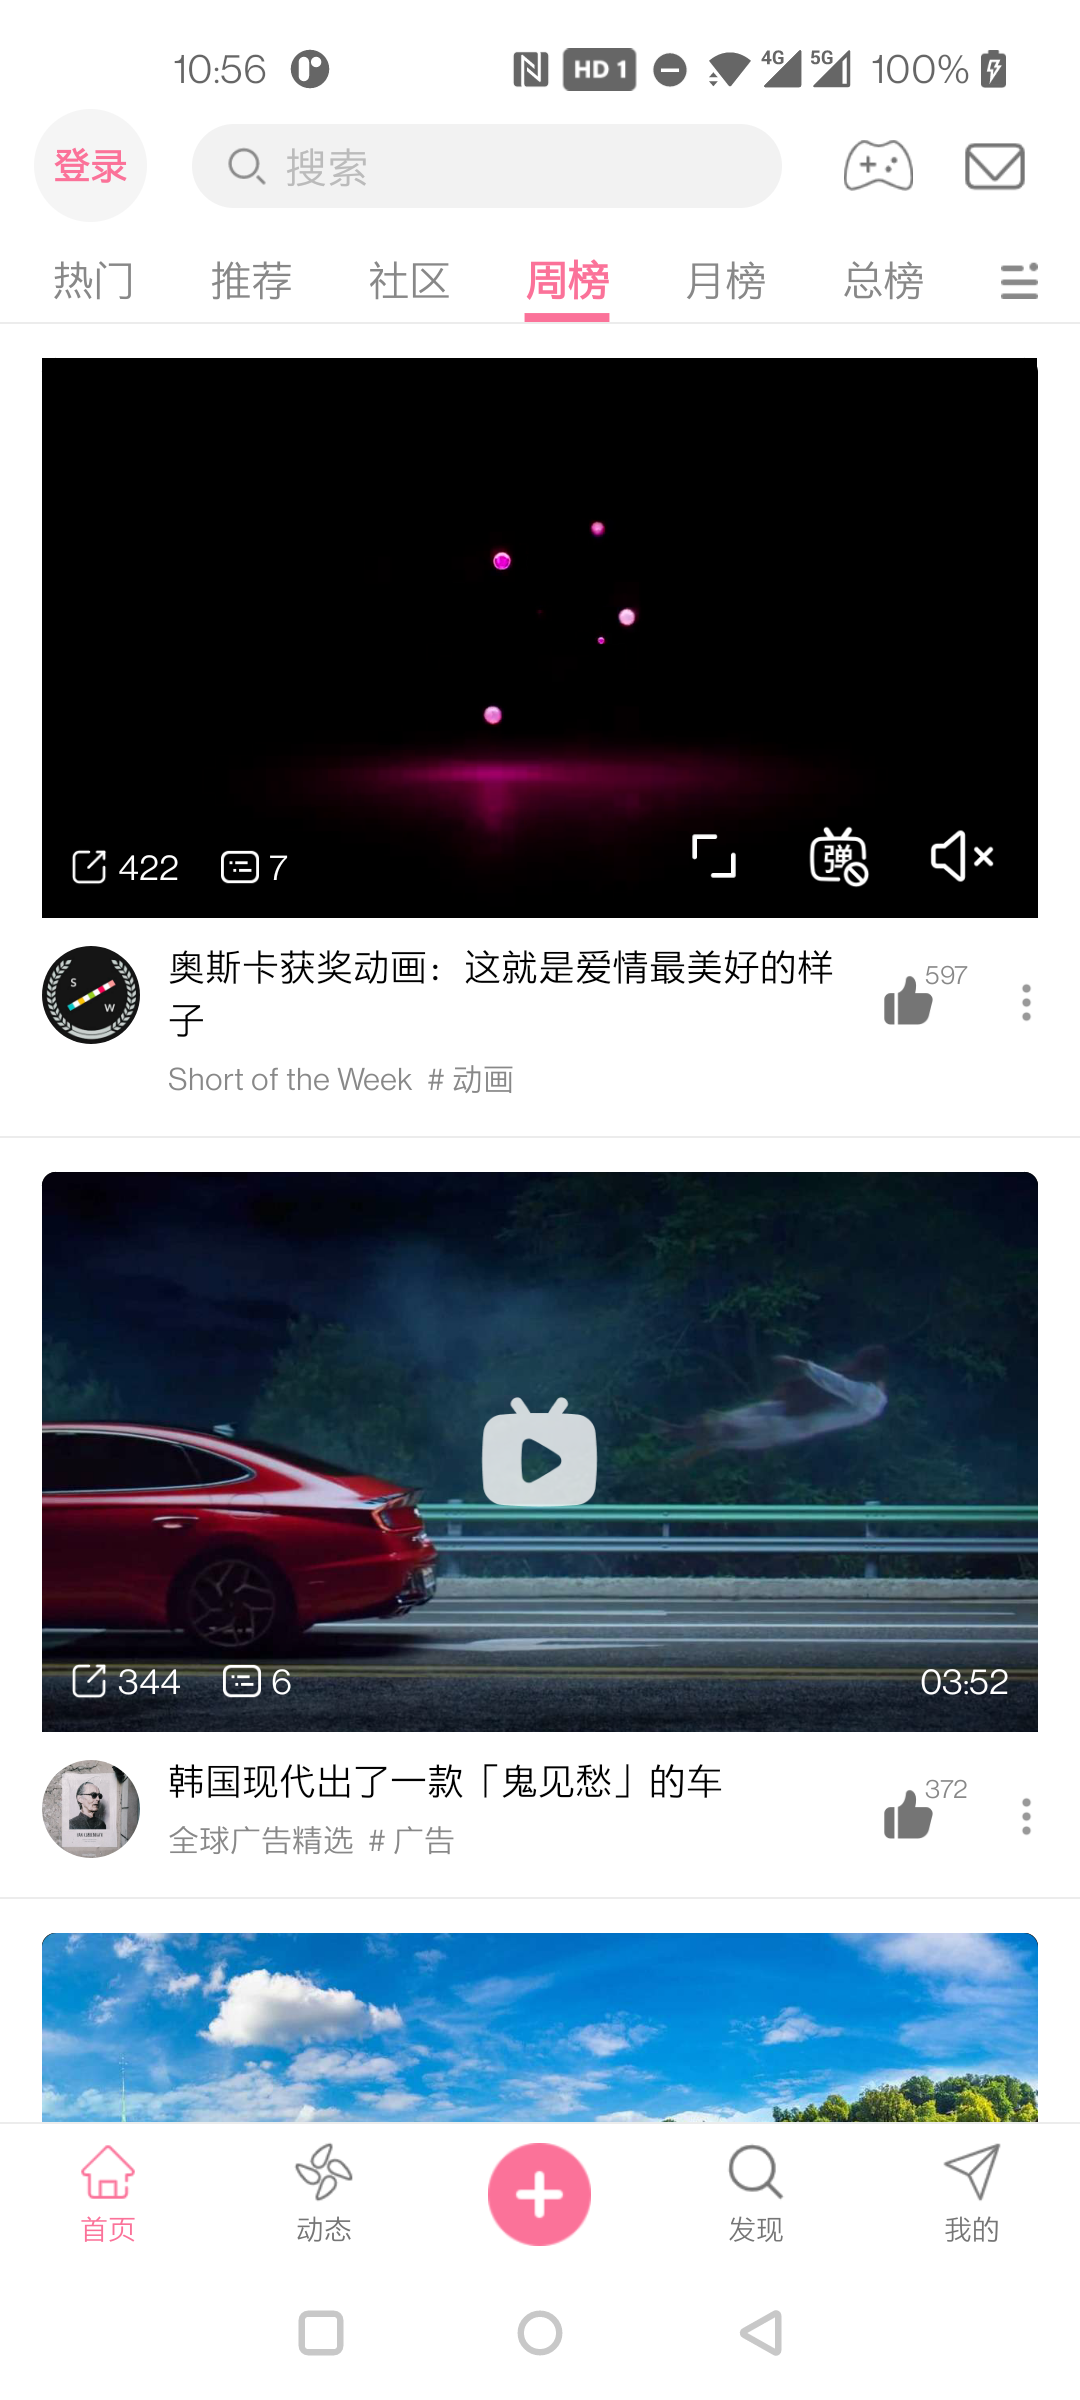 10:56 HD 1 4G 5G 100%
登录 搜索
热门 推荐 社区 周榜 月榜 总榜
弹
422 7
奥斯卡获奖动画：这就是爱情最美好的样
子
597
S
W
Short of the Week # 动画
344 6 03:52
韩国现代出了一款「鬼见愁」的车
372
全球广告精选 # 广告
首页 动态 发现 我的